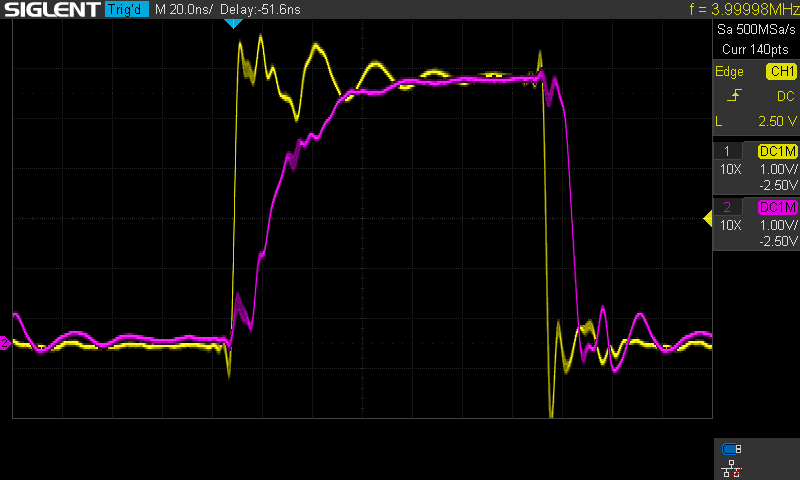 SIGLENT Trig'd M 20.0ns/ Delay:-51.6ns f = 3.99998MHz
Sa 500MSa/s
Curr 140pts
Edge CH1
DC
L 2.50 V
1 DC1M
10X 1.00V/
-2.50V
2 DC1M
10X 1.00V/
-2.50V
2